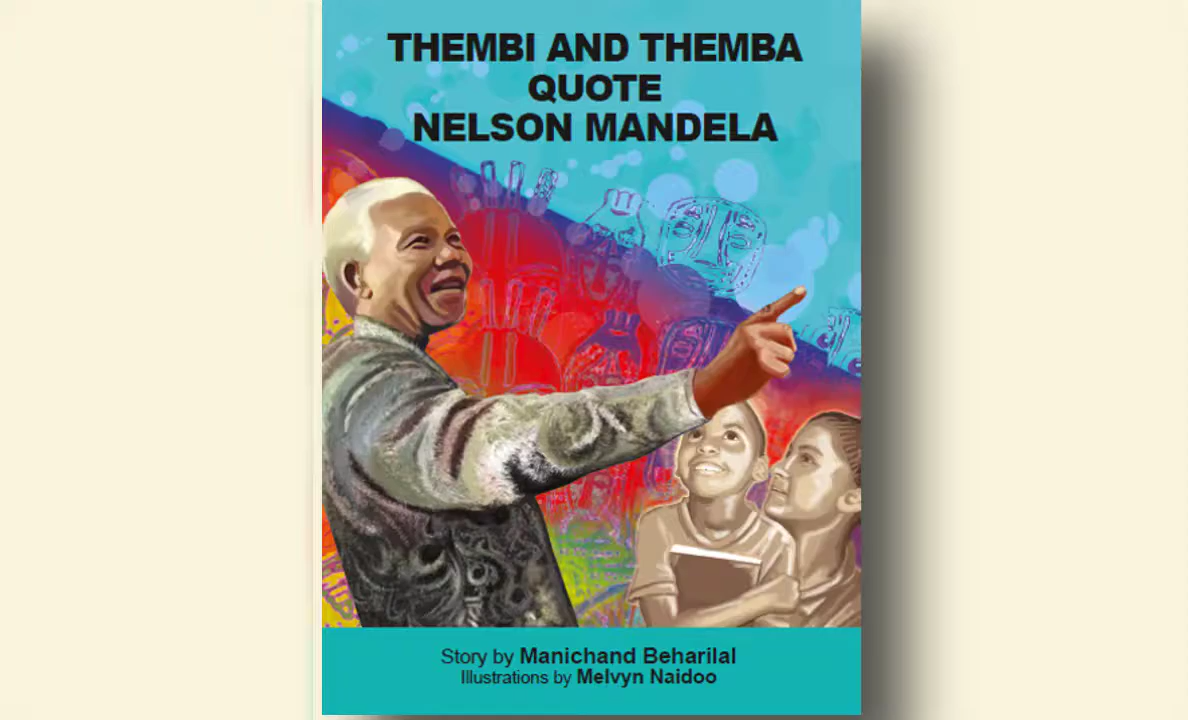 THEMBI AND THEMBA
QUOTE
NELSON MANDELA
Story by Manichand Beharilal
Illustrations by Melvyn Naidoo